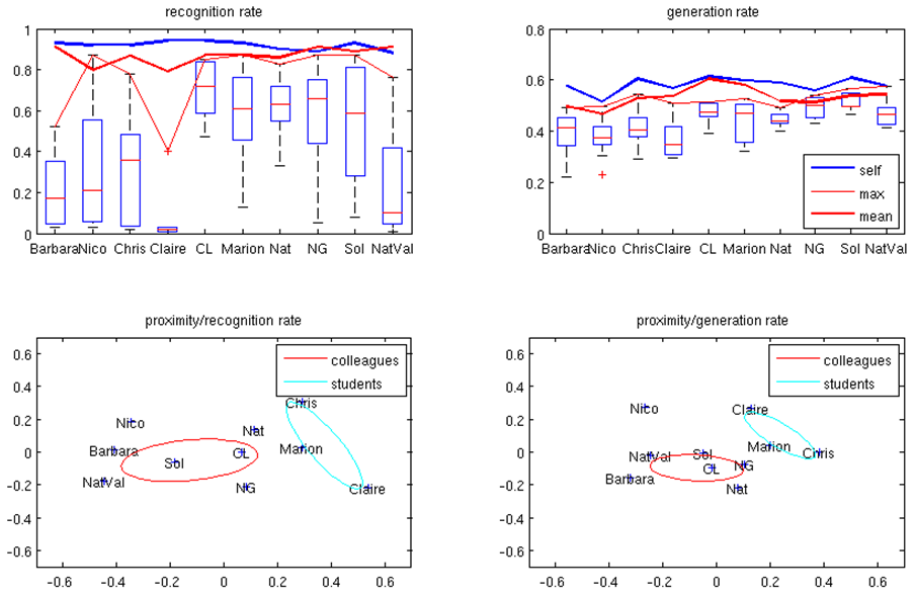 recognition rate
1
0.8
0.6
0.4
0.2
0
Barbara Nico Chris Claire CL Marion Nat NG Sol NatVal
generation rate
0.8
0.6
0.4
0.2
0
self
max
mean
Barbara Nico Chris Claire CL Marion Nat NG Sol NatVal
proximity/recognition rate
0.6
0.4
0.2
0
-0.2
-0.4
-0.6
colleagues
students
Chris
Nico
Nat
Barbara
Marion
CL
Sol
NatVal
NG
Claire
-0.6 -0.4 -0.2 0 0.2 0.4 0.6
proximity/generation rate
0.6
0.4
0.2
0
-0.2
-0.4
-0.6
colleagues
students
Nico
Claire
Marion
Chris
NatVal
Sol
NG
CL
Barbara
Nat
-0.6 -0.4 -0.2 0 0.2 0.4 0.6